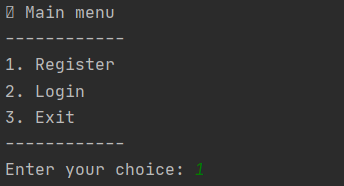 Main menu
------------
1. Register
2. Login
3. Exit
------------
Enter your choice: 1